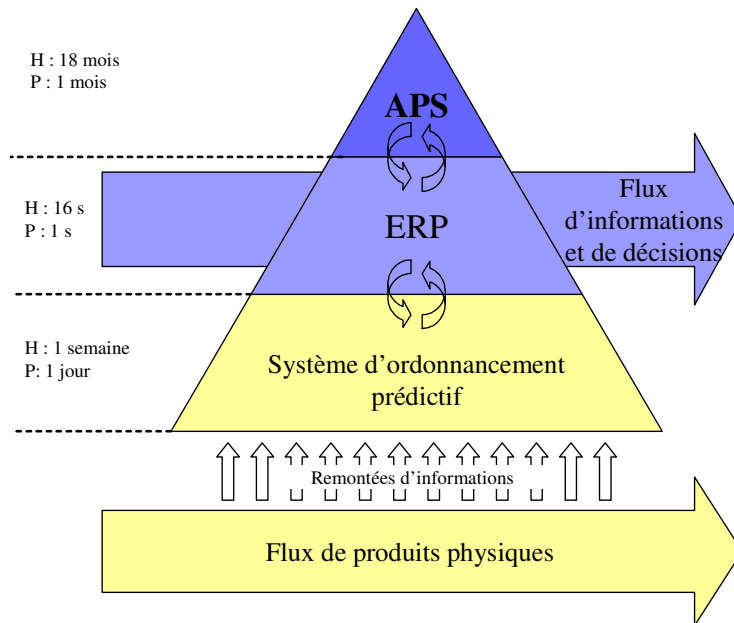 H : 18 mois
P : 1 mois
APS
H : 16 s
P : 1 s
ERP
Flux
d’informations
et de décisions
H : 1 semaine
P: 1 jour
Système d’ordonnancement
prédictif
Remontées d’informations
Flux de produits physiques